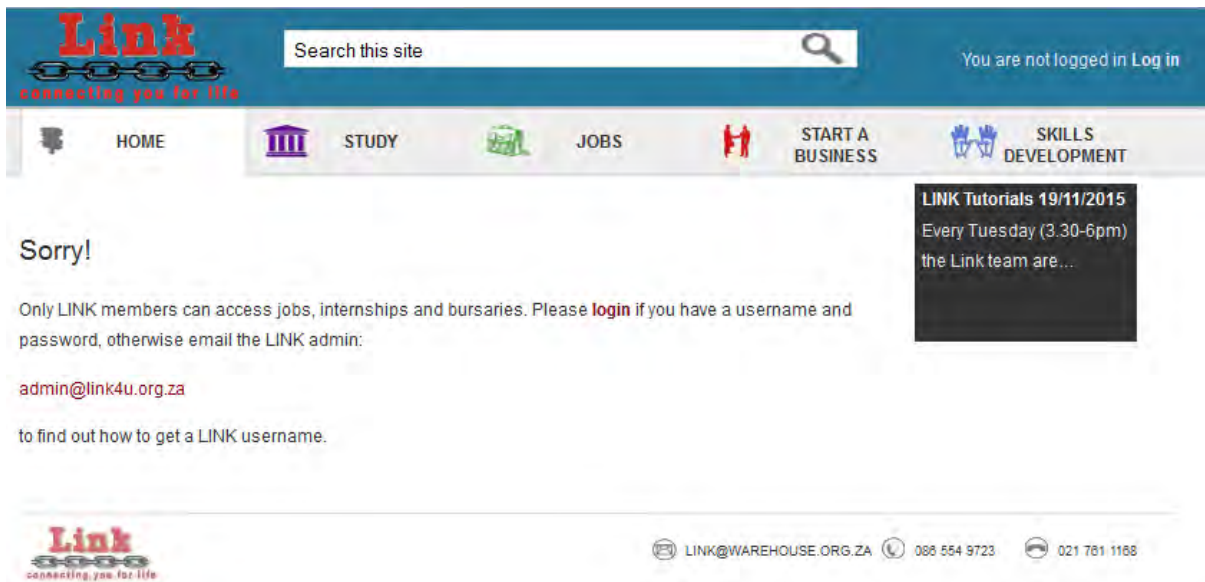 Link
connecting you for life
Search this site
You are not logged in Log in
HOME
STUDY
JOBS
START A
BUSINESS
SKILLS
DEVELOPMENT
LINK Tutorials 19/11/2015
Every Tuesday (3.30-6pm)
the Link team are...
Sorry!
Only LINK members can access jobs, internships and bursaries. Please login if you have a username and
password, otherwise email the LINK admin:
admin@link4u.org.za
to find out how to get a LINK username.
Link
connecting you for life
LINK@WAREHOUSE.ORG.ZA 086 554 9723 021 761 1168